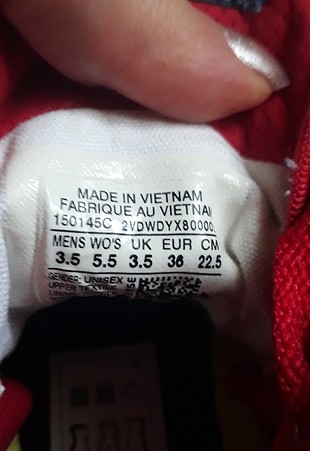 MADE IN VIETNAM
FABRIQUE AU VIETNAM
150145C 2VDWDYX80000
MENS WO'S UK EUR CM
3.5 5.5 3.5 36 22.5
GENDER: UNISEX
UPPER TEXTILE